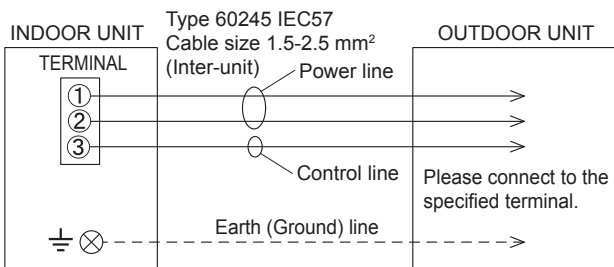 INDOOR UNIT
Type 60245 IEC57
Cable size 1.5-2.5 mm²
(Inter-unit)
OUTDOOR UNIT
TERMINAL
Power line
①
②
③
Control line
Please connect to the
specified terminal.
Earth (Ground) line